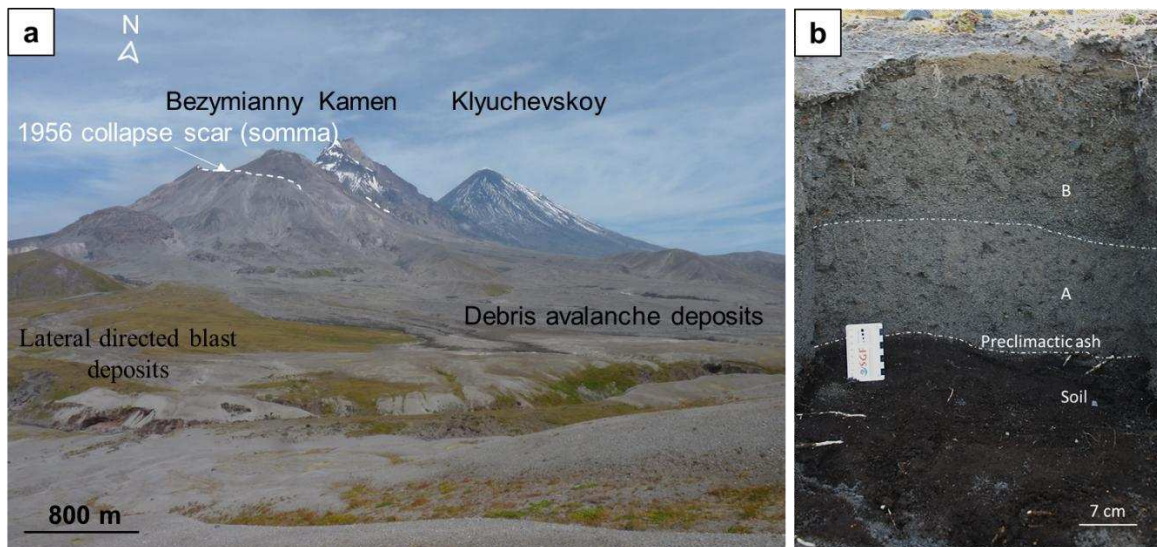 a
N
Bezymianny Kamen Klyuchevskoy
1956 collapse scar (somma)
Lateral directed blast
deposits
Debris avalanche deposits
800 m
b
B
A
Preclimactic ash
Soil
7 cm